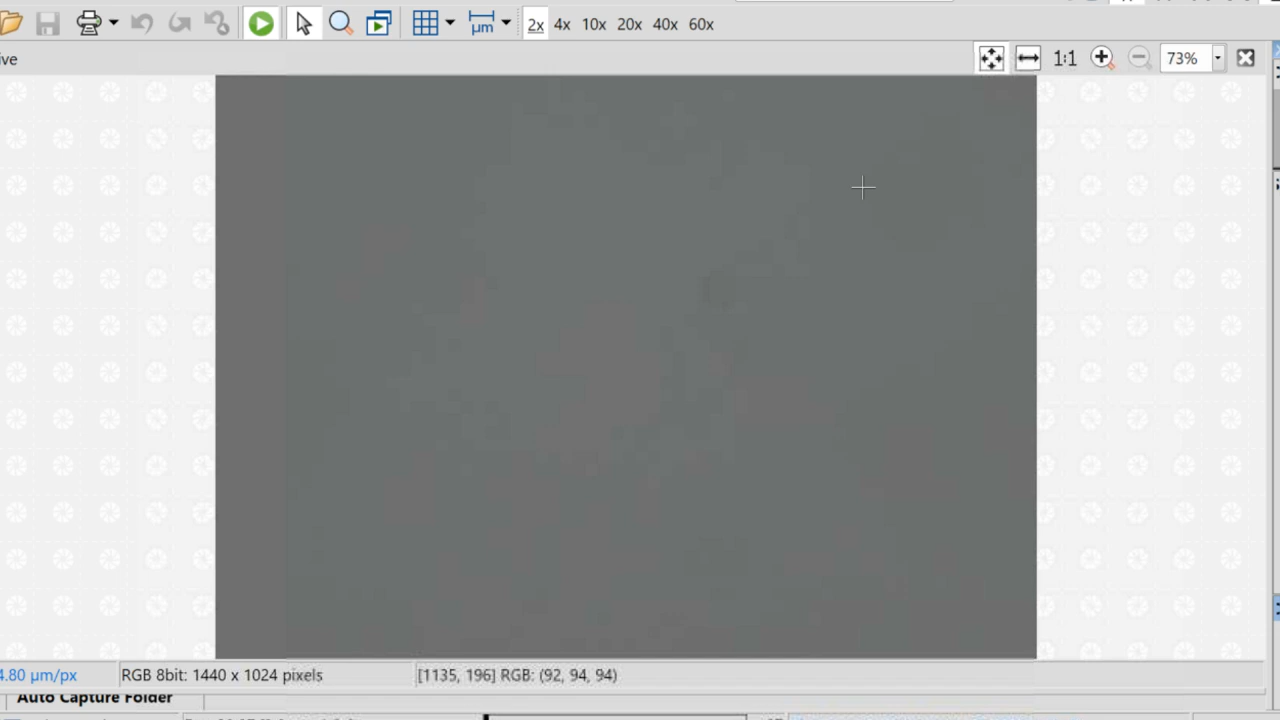 2x 4x 10x 20x 40x 60x
ive
1:1
73%
4.80 µm/px
RGB 8bit: 1440 x 1024 pixels
[1135, 196] RGB: (92, 94, 94)
Auto Capture Folder